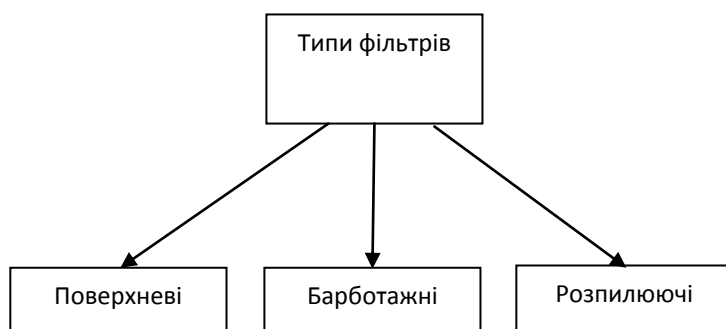 Типи фільтрів
Поверхневі
Барботажні
Розпилюючі